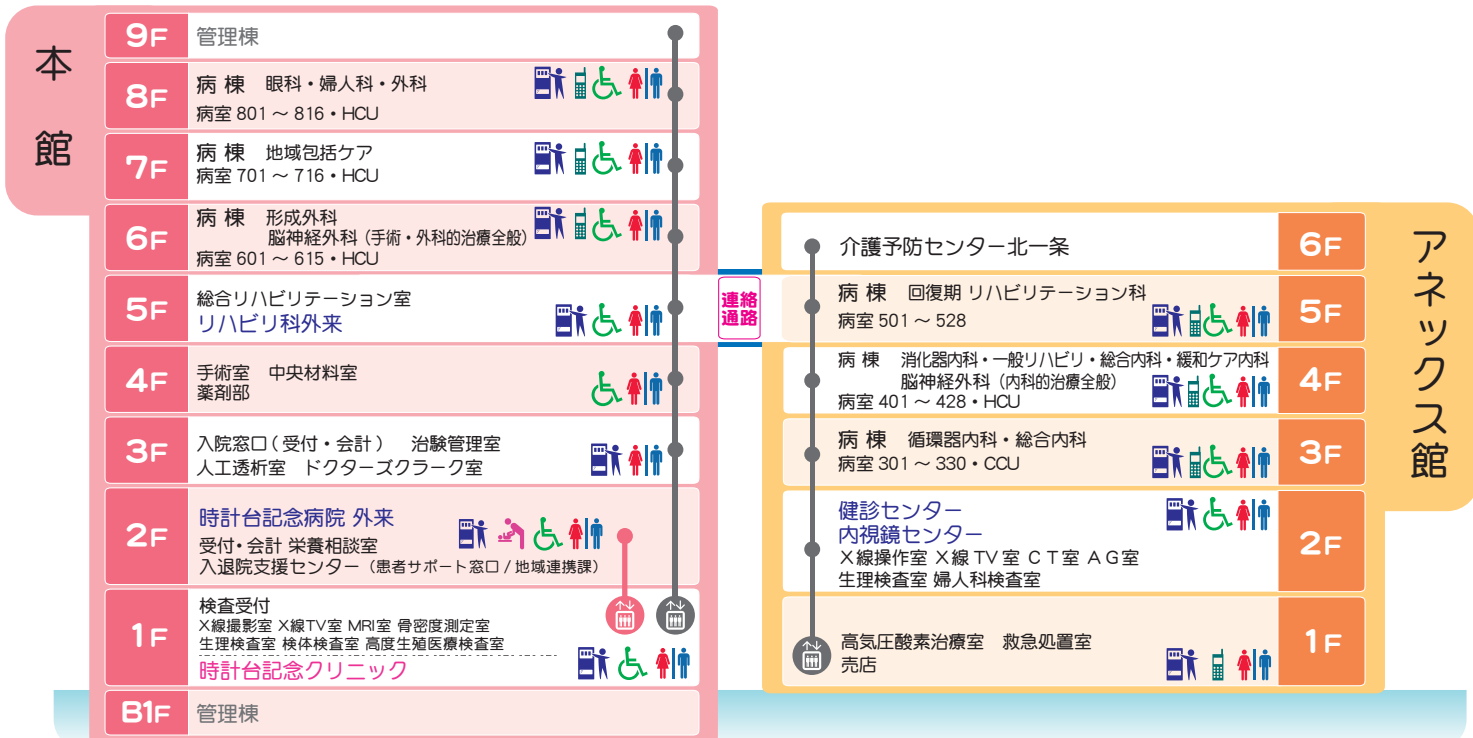 本館
9F 管理棟
8F 病棟 眼科・婦人科・外科
病室 801～816・HCU
7F 病棟 地域包括ケア
病室 701～716・HCU
6F 病棟 形成外科
脳神経外科（手術・外科的治療全般）
病室 601～615・HCU
5F 総合リハビリテーション室
リハビリ科外来
4F 手術室 中央材料室
薬剤部
3F 入院窓口（受付・会計） 治験管理室
人工透析室 ドクターズクラーク室
2F 時計台記念病院 外来
受付・会計 栄養相談室
入退院支援センター（患者サポート窓口/地域連携課）
1F 検査受付
X線撮影室 X線TV室 MRI室 骨密度測定室
生理検査室 検体検査室 高度生殖医療検査室
時計台記念クリニック
B1F 管理棟
連絡
通路
アネックス館
介護予防センター北一条 6F
病棟 回復期 リハビリテーション科 5F
病室 501～528
病棟 消化器内科・一般リハビリ・総合内科・緩和ケア内科 4F
脳神経外科（内科的治療全般）
病室 401～428・HCU
病棟 循環器内科・総合内科 3F
病室 301～330・CCU
健診センター 2F
内視鏡センター
X線操作室 X線TV室 CT室 AG室
生理検査室 婦人科検査室
高気圧酸素治療室 救急処置室 1F
売店